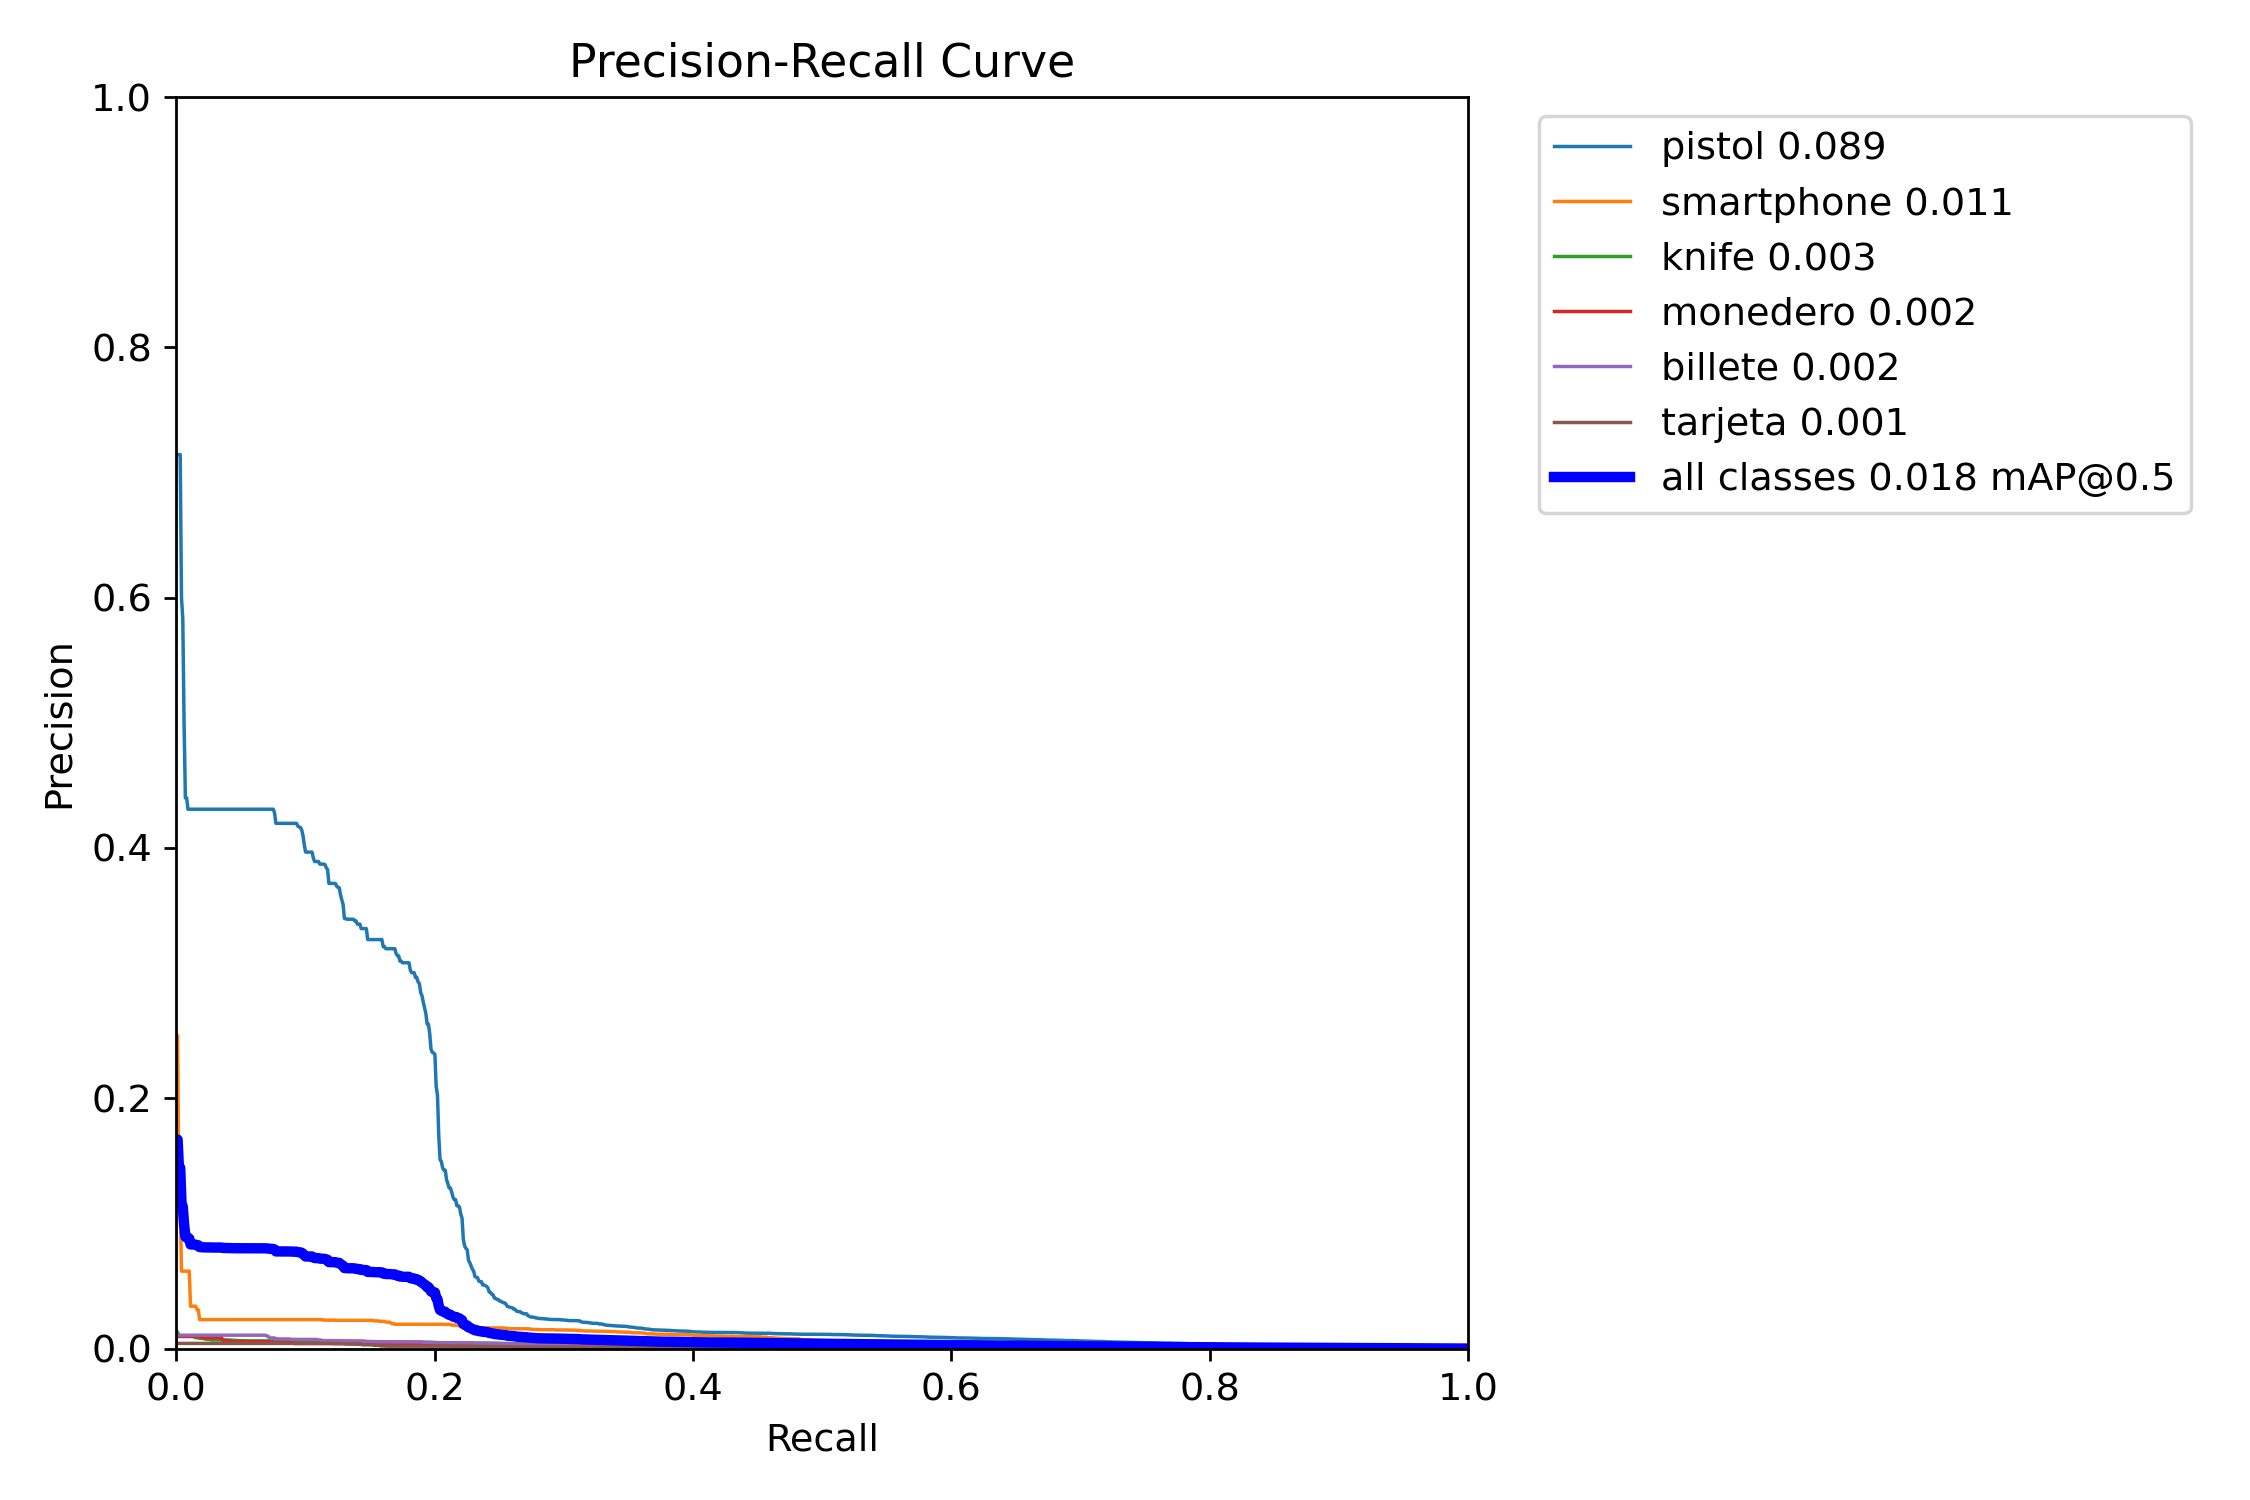 Precision-Recall Curve
1.0
0.8
0.6
0.4
0.2
0.0
Precision
0.0 0.2 0.4 0.6 0.8 1.0
Recall
pistol 0.089
smartphone 0.011
knife 0.003
monedero 0.002
billete 0.002
tarjeta 0.001
all classes 0.018 mAP@0.5